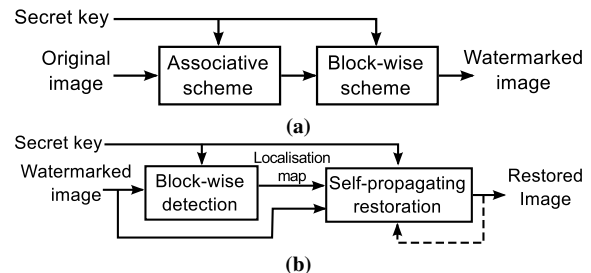 Secret key
Original
image
Associative
scheme
Block-wise
scheme
Watermarked
image
(a)
Secret key
Watermarked
image
Block-wise
detection
Localisation
map
Self-propagating
restoration
Restored
Image
(b)